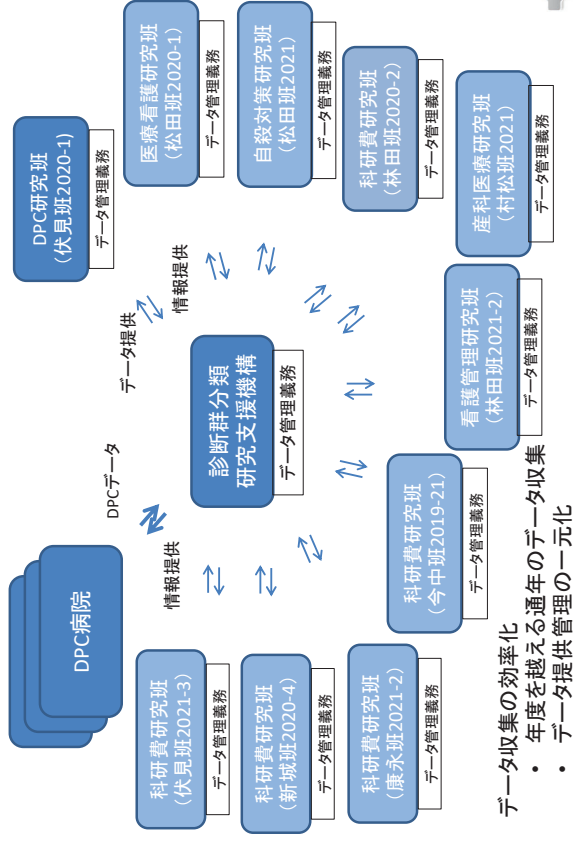 DPC病院
DPCデータ
情報提供
データ提供
情報提供
DPC研究班
(伏見班2020-1)
データ管理義務
診断群分類
研究支援機構
データ管理義務
科研費研究班
(伏見班2021-3)
データ管理義務
科研費研究班
(新城班2020-4)
データ管理義務
科研費研究班
(康永班2021-2)
データ管理義務
科研費研究班
(今中班2019-21)
データ管理義務
看護管理研究班
(林田班2021-2)
データ管理義務
医療看護研究班
(松田班2020-1)
データ管理義務
自殺対策研究班
(松田班2021)
データ管理義務
科研費研究班
(林田班2020-2)
データ管理義務
産科医療研究班
(村松班2021)
データ管理義務
データ収集の効率化
• 年度を越える通年のデータ収集
• データ提供管理の一元化